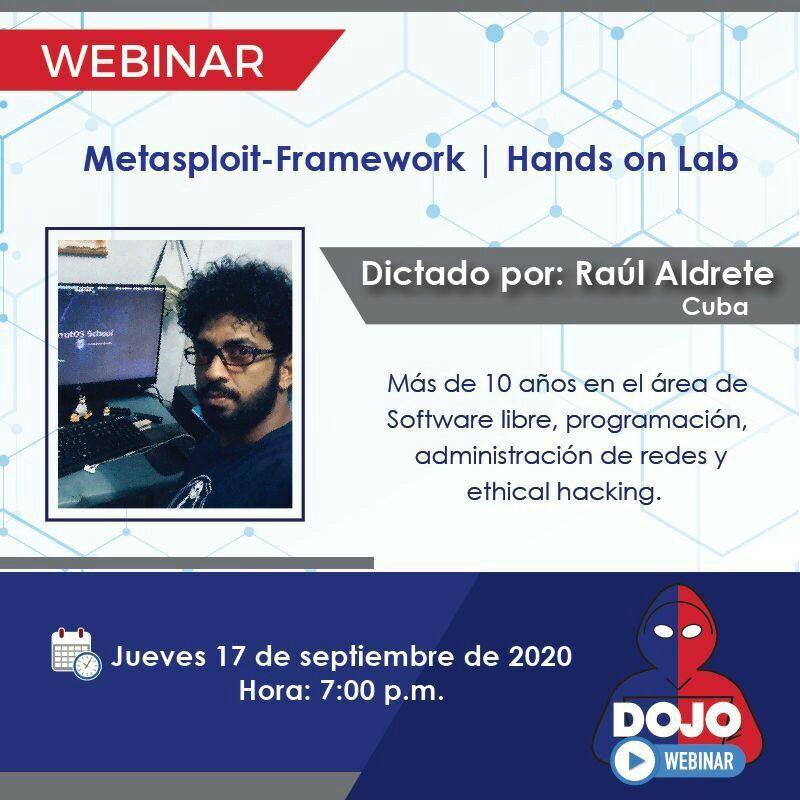 WEBINAR
Metasploit-Framework | Hands on Lab
Dictado por: Raúl Aldrete
Cuba
School
Más de 10 años en el área de
Software libre, programación,
administración de redes y
ethical hacking.
Jueves 17 de septiembre de 2020
Hora: 7:00 p.m.
DOJO
WEBINAR